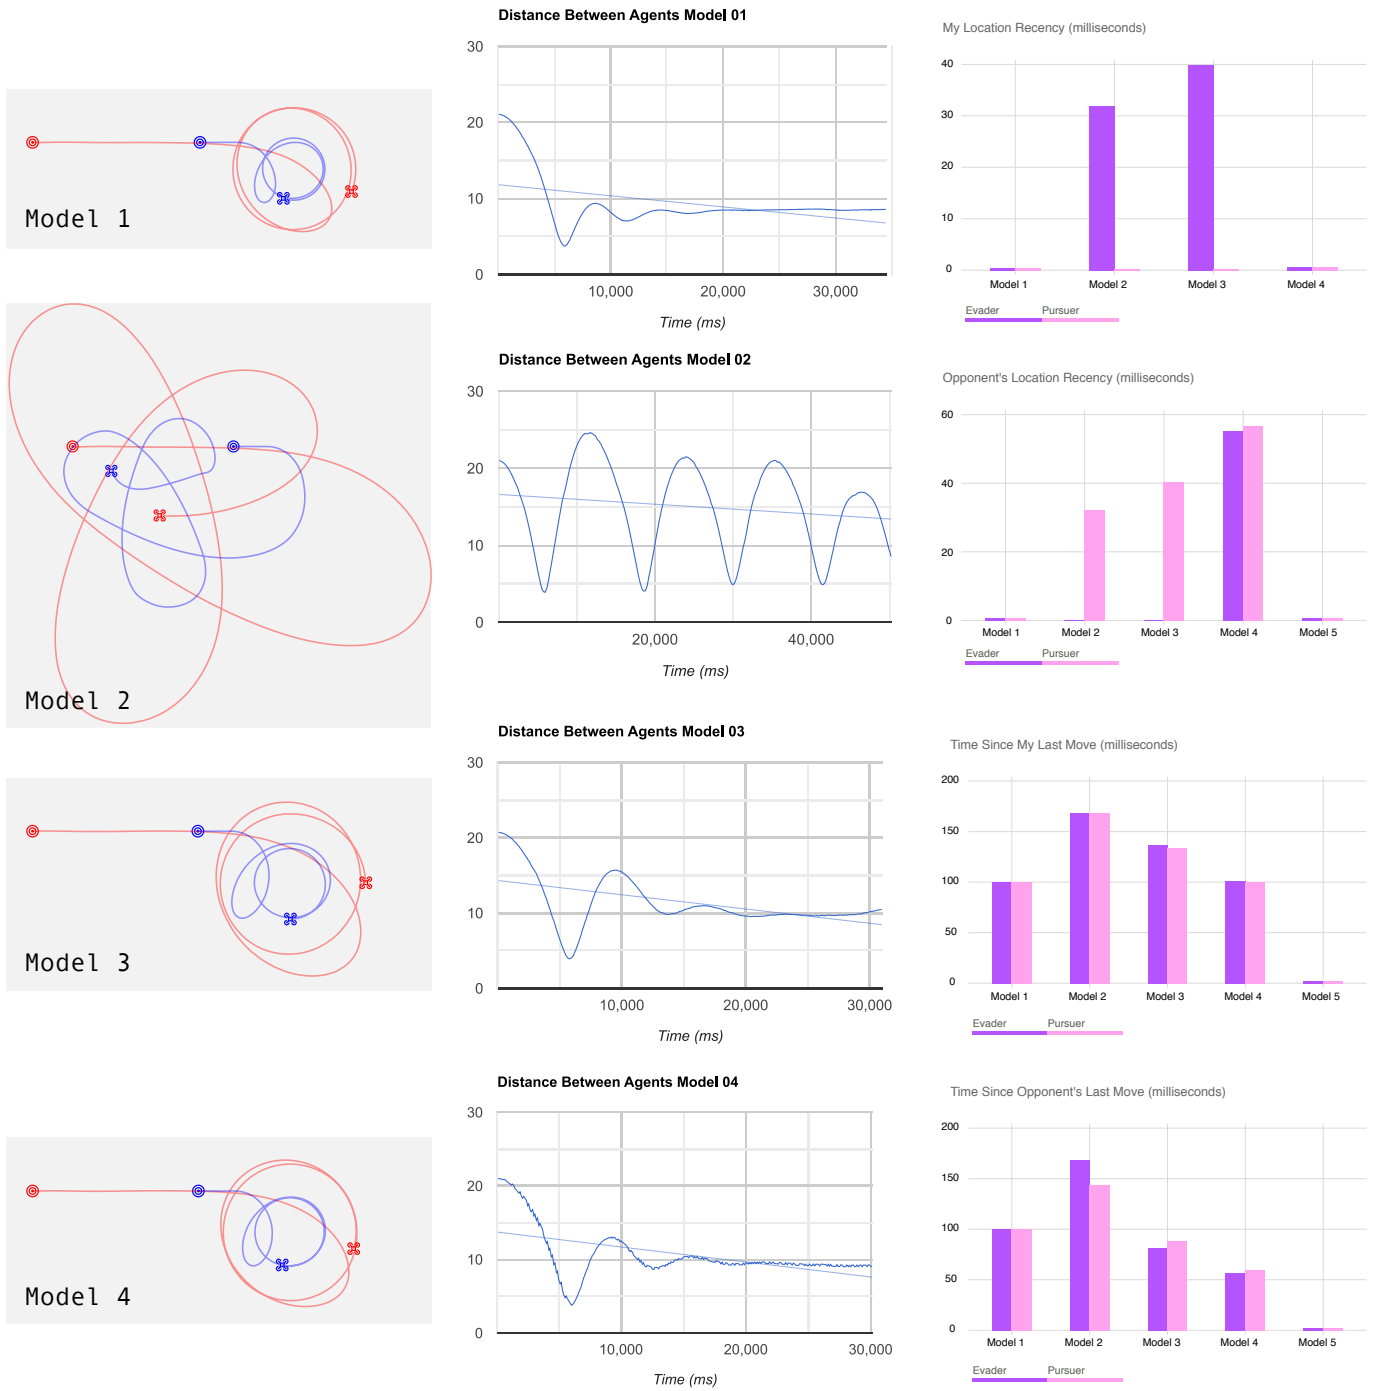 Model 1
Model 2
Model 3
Model 4
Distance Between Agents Model 01
30
20
10
0
10,000
20,000
30,000
Time (ms)
Distance Between Agents Model 02
30
20
10
0
20,000
40,000
Time (ms)
Distance Between Agents Model 03
30
20
10
0
10,000
20,000
30,000
Time (ms)
Distance Between Agents Model 04
30
20
10
0
10,000
20,000
30,000
Time (ms)
My Location Recency (milliseconds)
40
30
20
10
0
Model 1 Model 2 Model 3 Model 4
Evader Pursuer
Opponent's Location Recency (milliseconds)
60
40
20
0
Model 1 Model 2 Model 3 Model 4 Model 5
Evader Pursuer
Time Since My Last Move (milliseconds)
200
150
100
50
0
Model 1 Model 2 Model 3 Model 4 Model 5
Evader Pursuer
Time Since Opponent's Last Move (milliseconds)
200
150
100
50
0
Model 1 Model 2 Model 3 Model 4 Model 5
Evader Pursuer